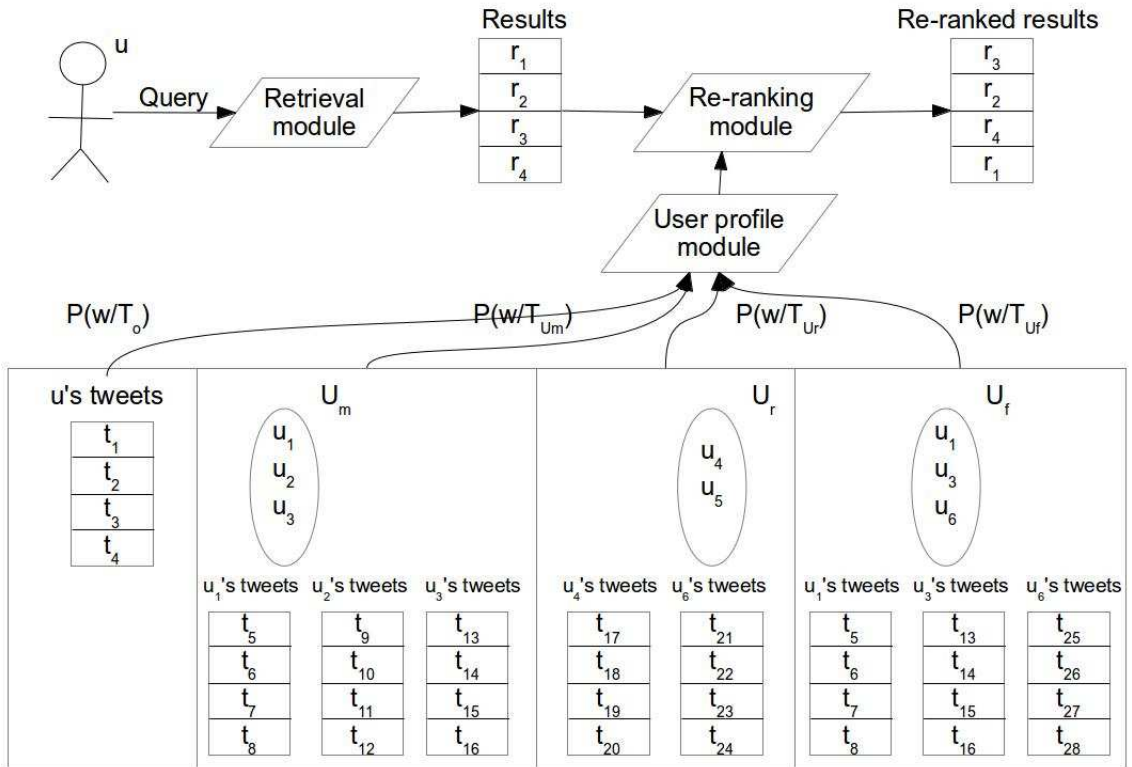 u
Query
Retrieval
module
Results
r1
r2
r3
r4
Re-ranking
module
Re-ranked results
r3
r2
r4
r1
User profile
module
P(w/To)
P(w/TUm)
P(w/TUr)
P(w/TUf)
u's tweets
t1
t2
t3
t4
Um
u1
u2
u3
u1's tweets
t5
t6
t7
t8
u2's tweets
t9
t10
t11
t12
u3's tweets
t13
t14
t15
t16
Ur
u4
u5
u4's tweets
t17
t18
t19
t20
u6's tweets
t21
t22
t23
t24
Uf
u1
u3
u6
u1's tweets
t5
t6
t7
t8
u3's tweets
t13
t14
t15
t16
u6's tweets
t25
t26
t27
t28